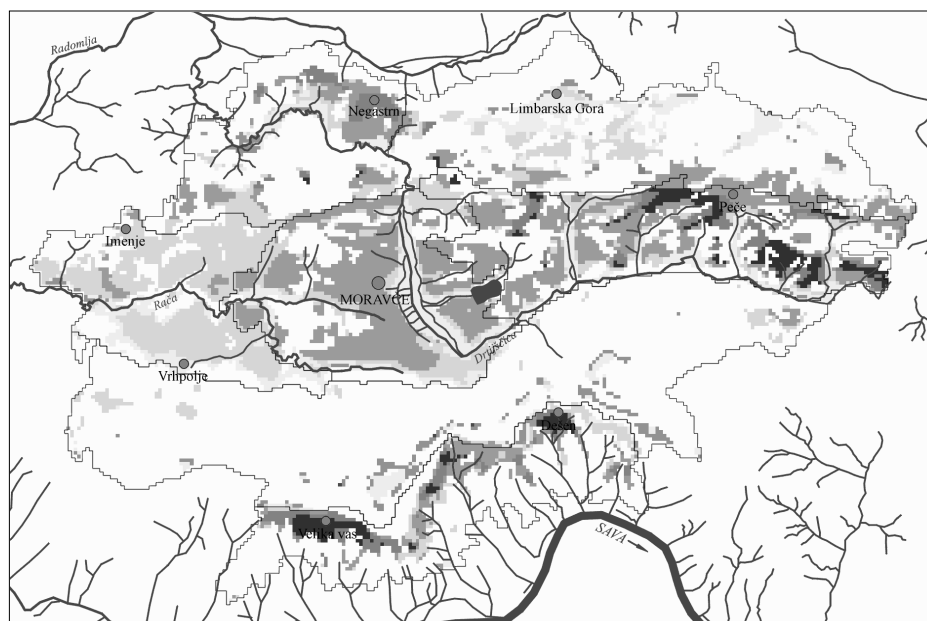 Radomlja
Negastrn
Limbarska Gora
Peče
Imenje
MORAVČE
Rača
Drtijščica
Vrhpolje
Dešen
Velika vas
SAVA